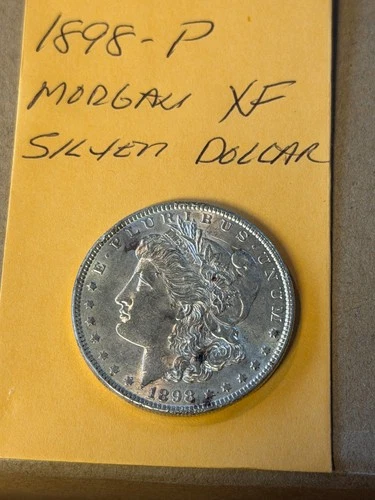 1898-P
MORGAN XF
SILVER DOLLAR
E·PLURIBUS·UNUM
1898